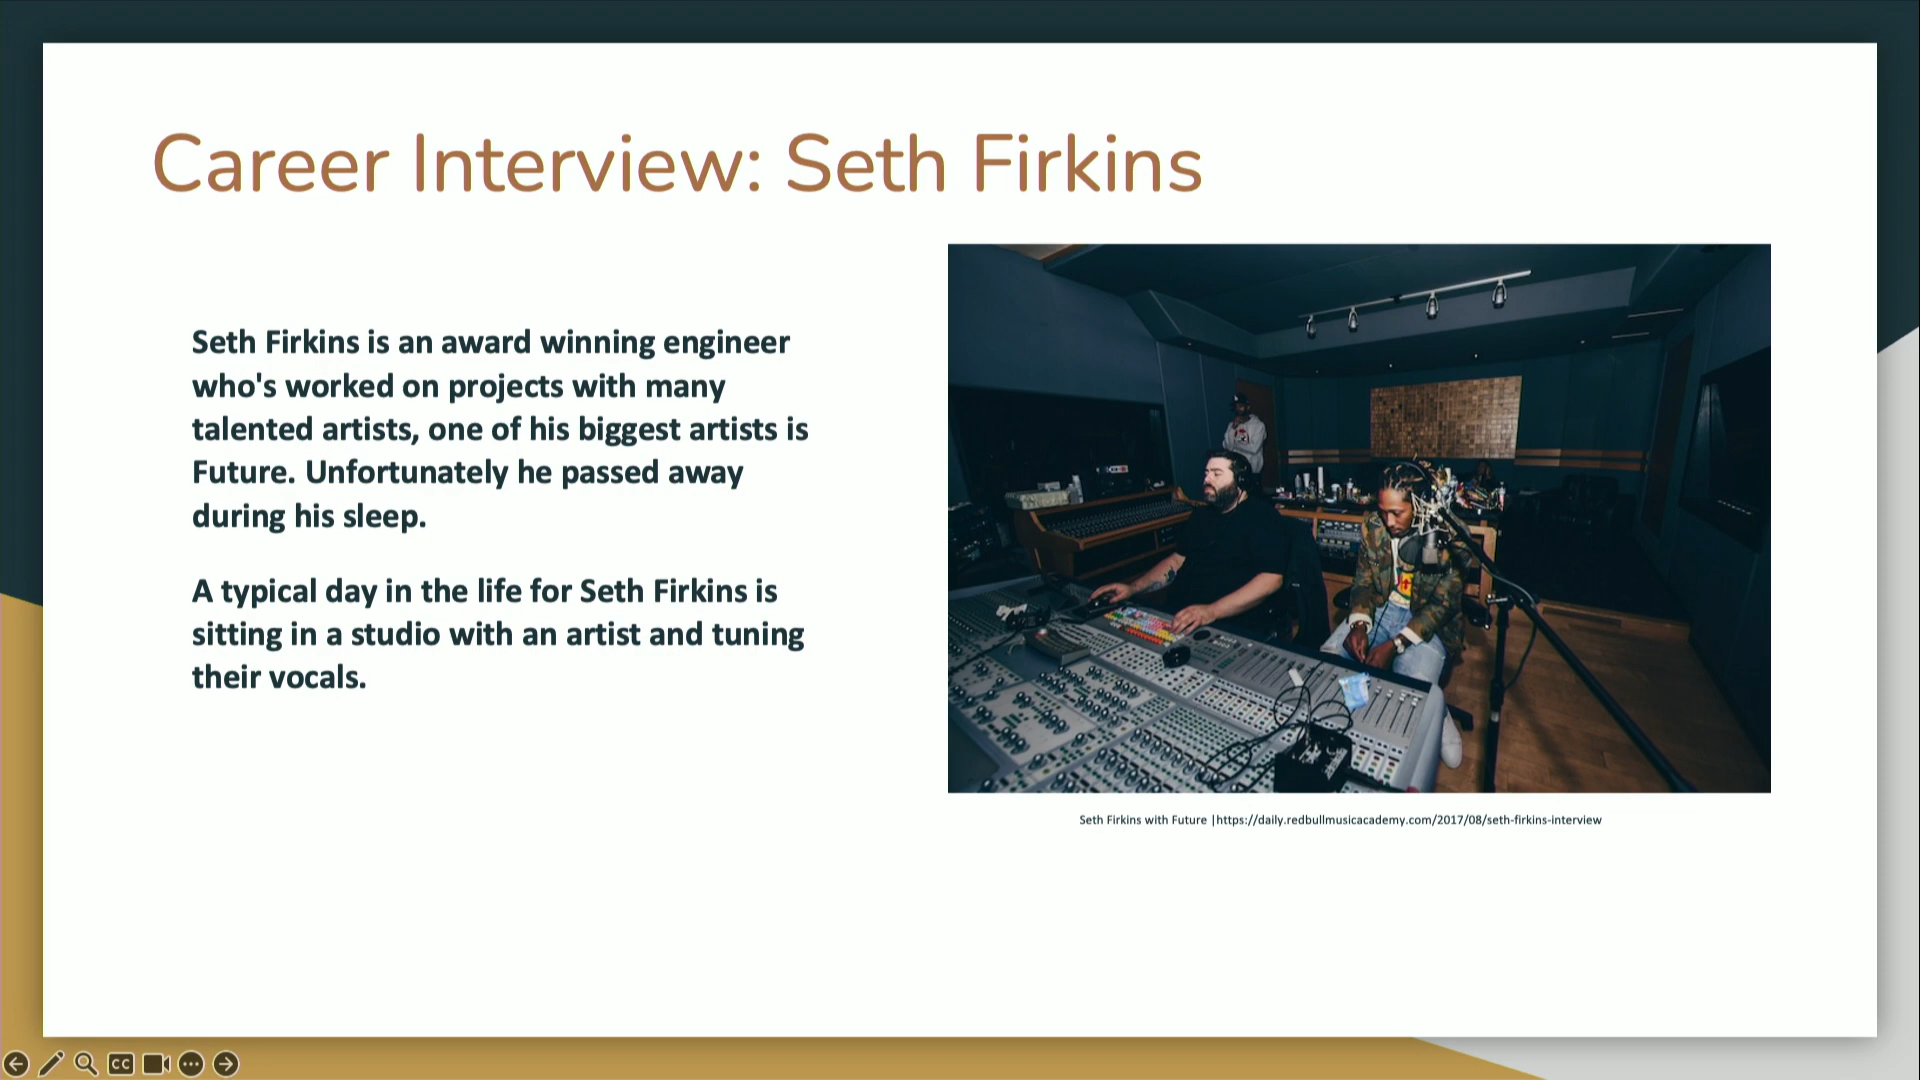 Career Interview: Seth Firkins
Seth Firkins is an award winning engineer
who's worked on projects with many
talented artists, one of his biggest artists is
Future. Unfortunately he passed away
during his sleep.
A typical day in the life for Seth Firkins is
sitting in a studio with an artist and tuning
their vocals.
Seth Firkins with Future |https://daily.redbullmusicacademy.com/2017/08/seth-firkins-interview
CC